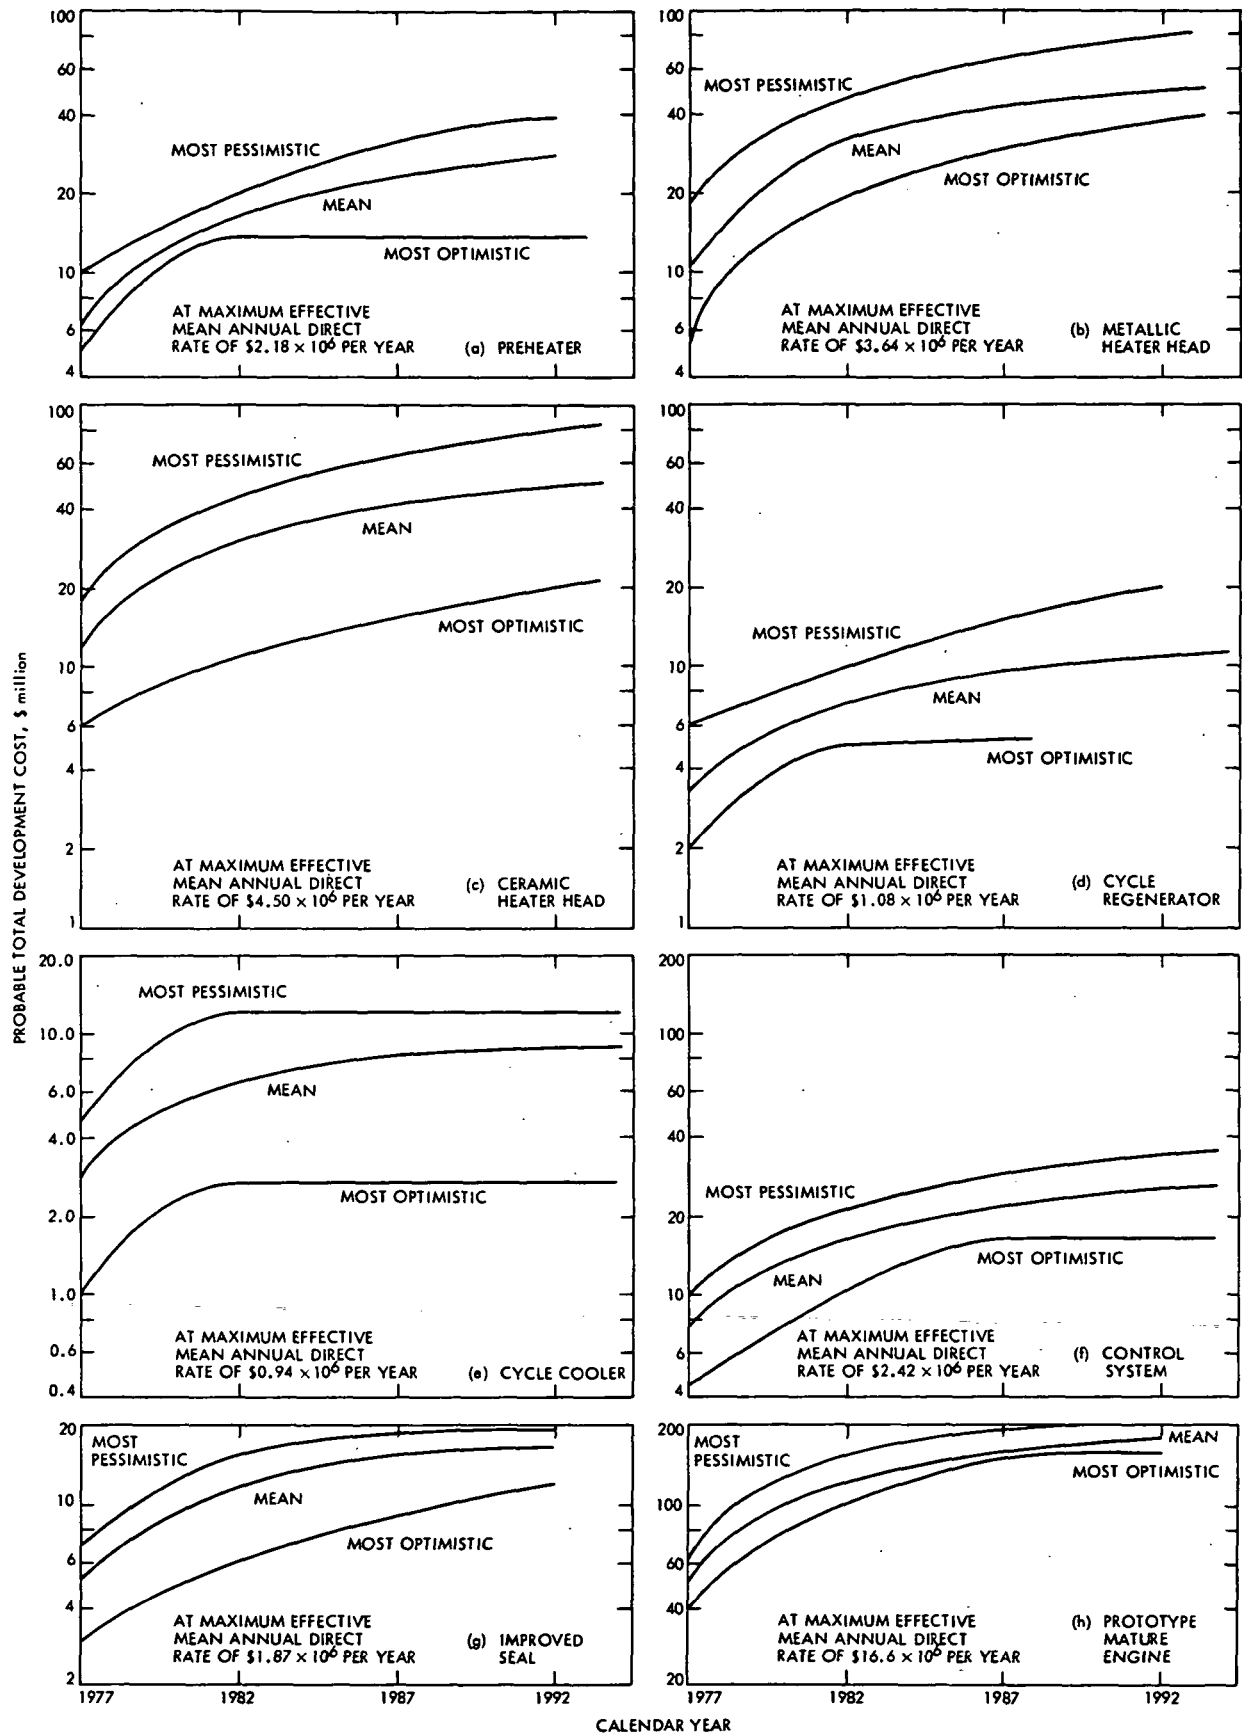 PROBABLE TOTAL DEVELOPMENT COST, $ million
100
60
40
20
10
6
4
MOST PESSIMISTIC
MEAN
MOST OPTIMISTIC
AT MAXIMUM EFFECTIVE
MEAN ANNUAL DIRECT
RATE OF $2.18 × 10⁶ PER YEAR
(a) PREHEATER
100
60
40
20
10
6
4
MOST PESSIMISTIC
MEAN
MOST OPTIMISTIC
AT MAXIMUM EFFECTIVE
MEAN ANNUAL DIRECT
RATE OF $3.64 × 10⁶ PER YEAR
(b) METALLIC
HEATER HEAD
100
60
40
20
10
6
4
2
1
MOST PESSIMISTIC
MEAN
MOST OPTIMISTIC
AT MAXIMUM EFFECTIVE
MEAN ANNUAL DIRECT
RATE OF $4.50 × 10⁶ PER YEAR
(c) CERAMIC
HEATER HEAD
100
60
40
20
10
6
4
2
1
MOST PESSIMISTIC
MEAN
MOST OPTIMISTIC
AT MAXIMUM EFFECTIVE
MEAN ANNUAL DIRECT
RATE OF $1.08 × 10⁶ PER YEAR
(d) CYCLE
REGENERATOR
20.0
10.0
6.0
4.0
2.0
1.0
0.6
0.4
MOST PESSIMISTIC
MEAN
MOST OPTIMISTIC
AT MAXIMUM EFFECTIVE
MEAN ANNUAL DIRECT
RATE OF $0.94 × 10⁶ PER YEAR
(e) CYCLE COOLER
200
100
60
40
20
10
6
4
MOST PESSIMISTIC
MEAN
MOST OPTIMISTIC
AT MAXIMUM EFFECTIVE
MEAN ANNUAL DIRECT
RATE OF $2.42 × 10⁶ PER YEAR
(f) CONTROL
SYSTEM
20
10
6
4
2
MOST
PESSIMISTIC
MEAN
MOST OPTIMISTIC
AT MAXIMUM EFFECTIVE
MEAN ANNUAL DIRECT
RATE OF $1.87 × 10⁶ PER YEAR
(g) IMPROVED
SEAL
1977 1982 1987 1992
200
100
60
40
20
MOST
PESSIMISTIC
MEAN
MOST OPTIMISTIC
AT MAXIMUM EFFECTIVE
MEAN ANNUAL DIRECT
RATE OF $16.6 × 10⁶ PER YEAR
(h) PROTOTYPE
MATURE
ENGINE
1977 1982 1987 1992
CALENDAR YEAR